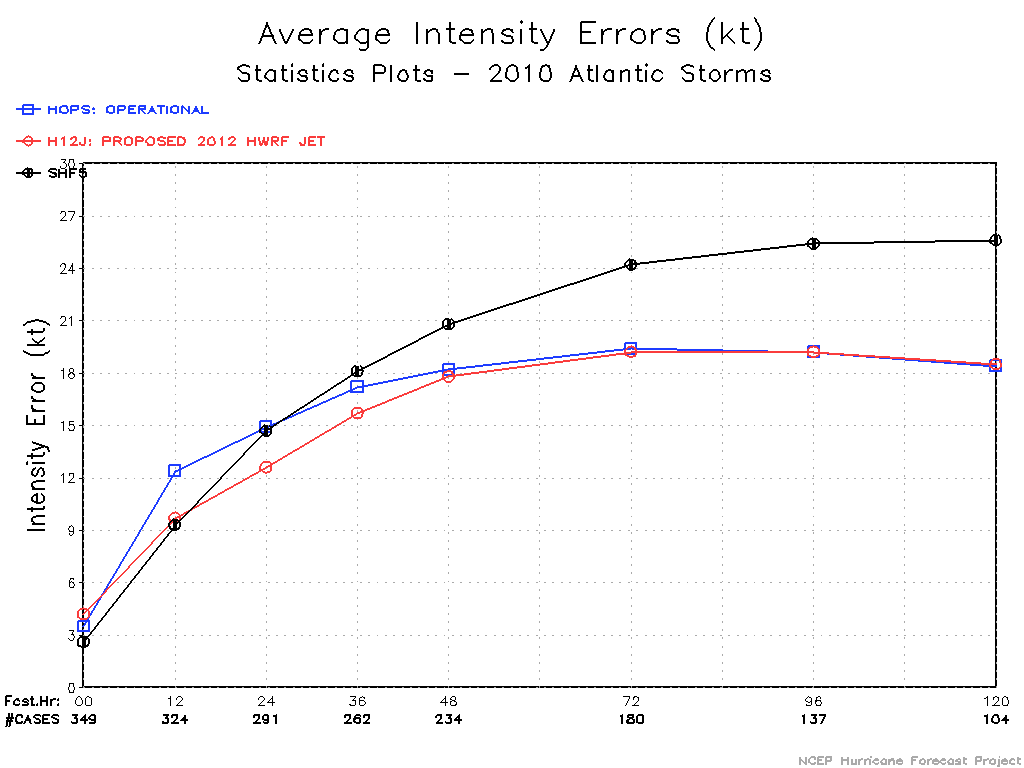 Average Intensity Errors (kt)
Statistics Plots - 2010 Atlantic Storms
HOPS: OPERATIONAL
H12J: PROPOSED 2012 HWRF JET
SHF5
30
27
24
21
18
15
12
9
6
3
0
Intensity Error (kt)
Fcst.Hr: 00 12 24 36 48 72 96 120
#CASES 349 324 291 262 234 180 137 104
NCEP Hurricane Forecast Project